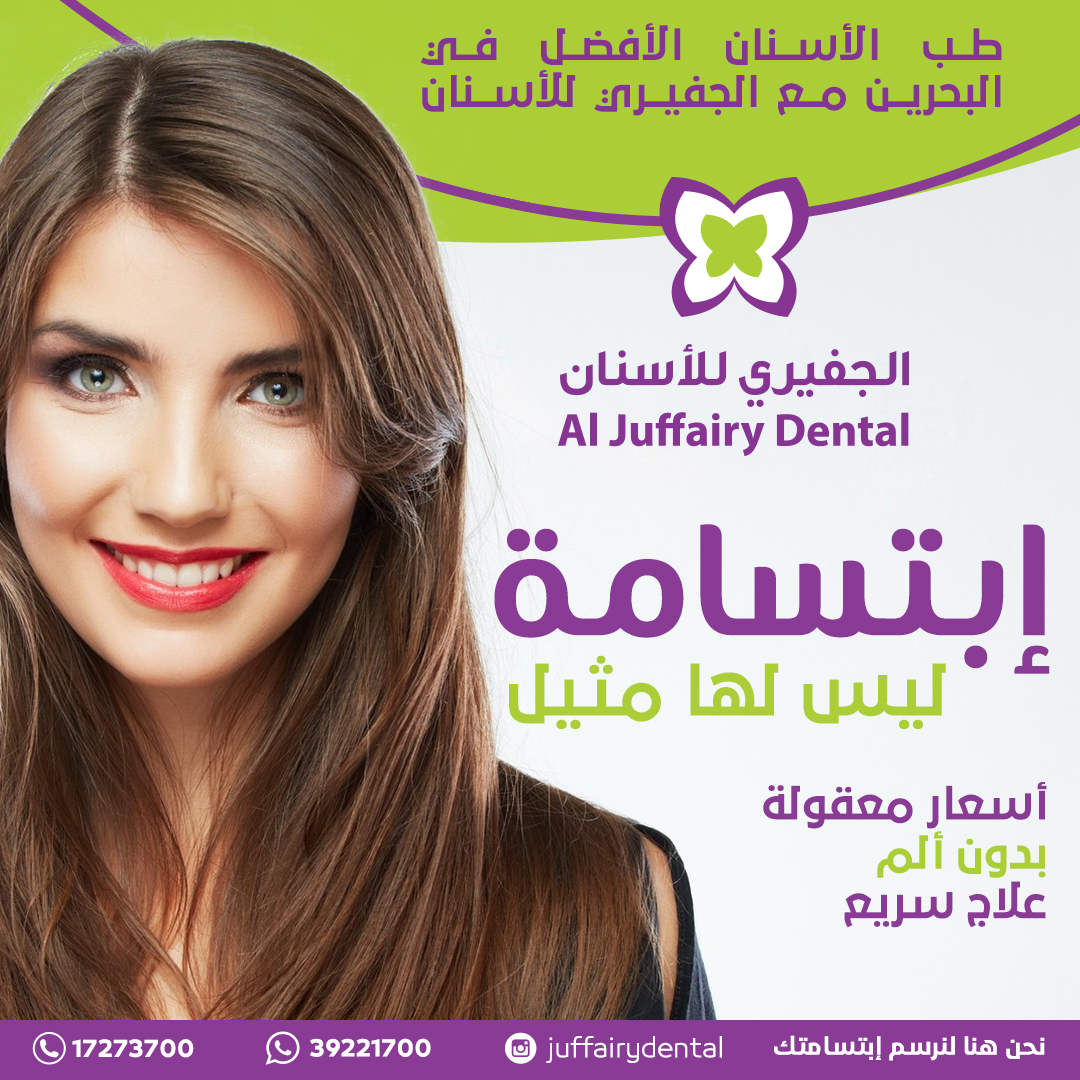 طب الأسنان الأفضل في
البحرين مع الجفيري للأسنان
الجفيري للأسنان
Al Juffairy Dental
إبتسامة
ليس لها مثيل
أسعار معقولة
بدون ألم
علاج سريع
17273700
39221700
juffairydental
نحن هنا لنرسم إبتسامتك